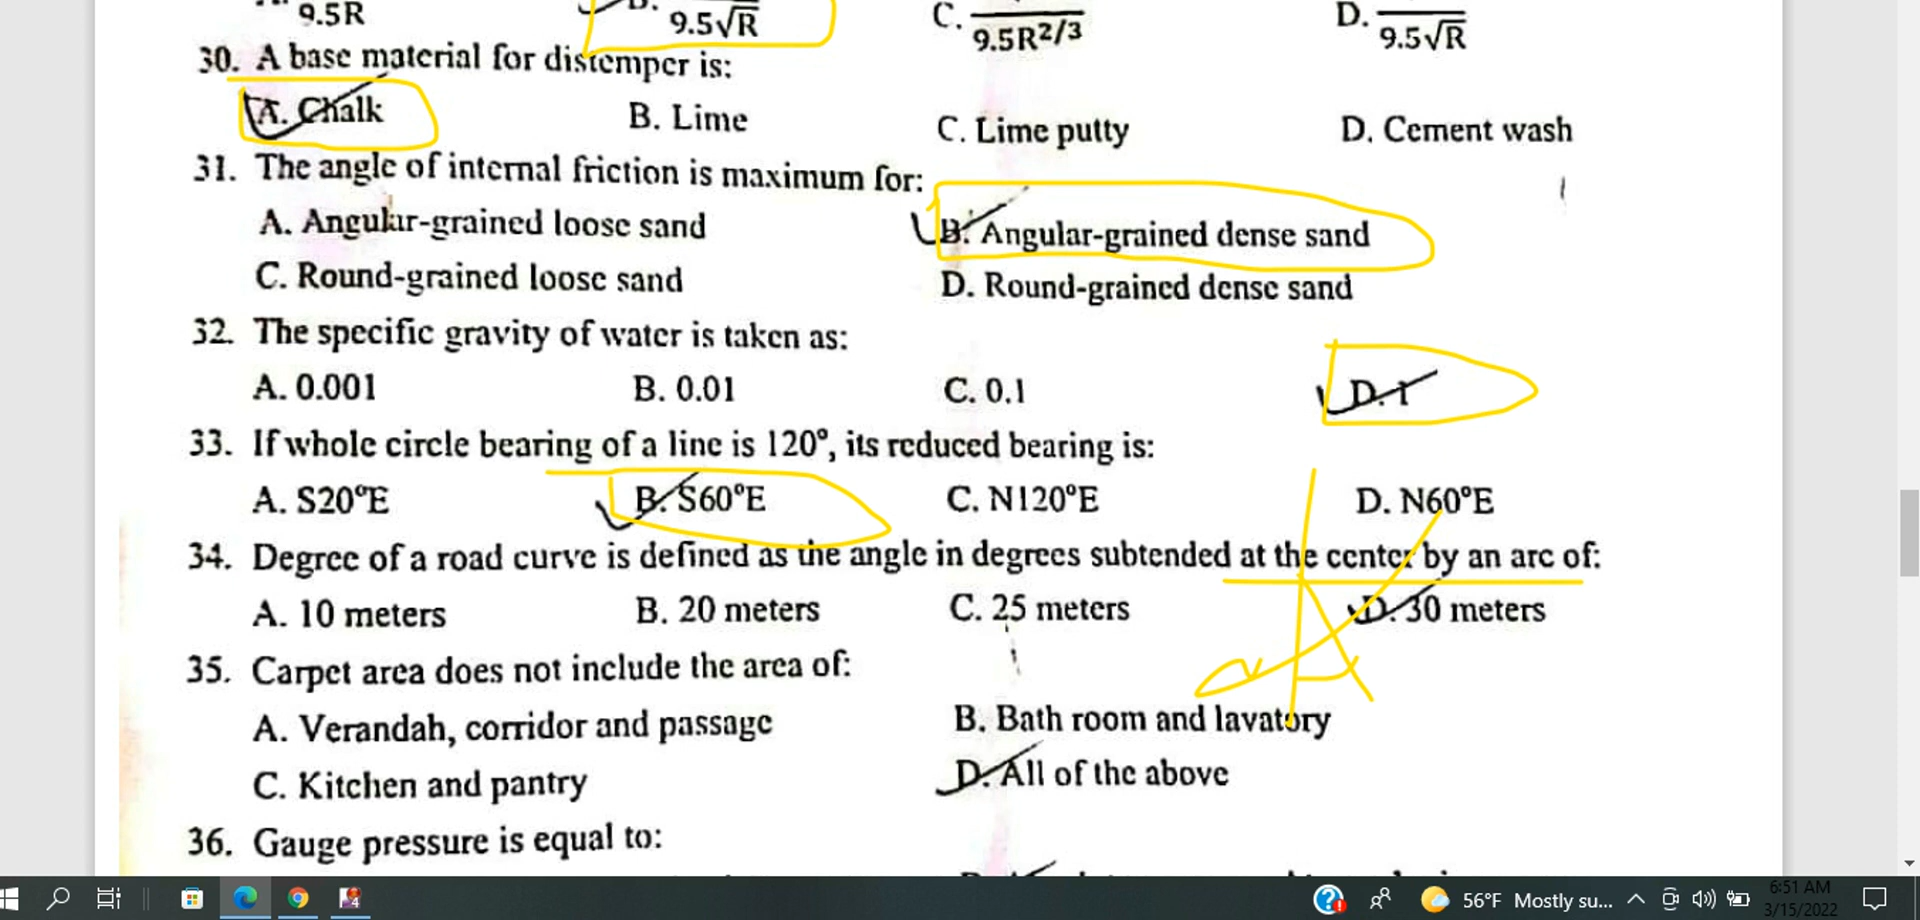 9.5R
9.5√R
C.
9.5R2/3
D.
9.5√R
30. A base material for distemper is:
A. Chalk
B. Lime
C. Lime putty
D. Cement wash
31. The angle of internal friction is maximum for:
A. Angular-grained loose sand
B. Angular-grained dense sand
C. Round-grained loose sand
D. Round-grained dense sand
32. The specific gravity of water is taken as:
A. 0.001
B. 0.01
C. 0.1
D. 1
33. If whole circle bearing of a line is 120°, its reduced bearing is:
A. S20°E
B. S60°E
C. N120°E
D. N60°E
34. Degree of a road curve is defined as the angle in degrees subtended at the center by an arc of:
A. 10 meters
B. 20 meters
C. 25 meters
D. 30 meters
35. Carpet area does not include the area of:
A. Verandah, corridor and passage
B. Bath room and lavatory
C. Kitchen and pantry
D. All of the above
36. Gauge pressure is equal to:
56°F Mostly su...
6:51 AM
3/15/2022